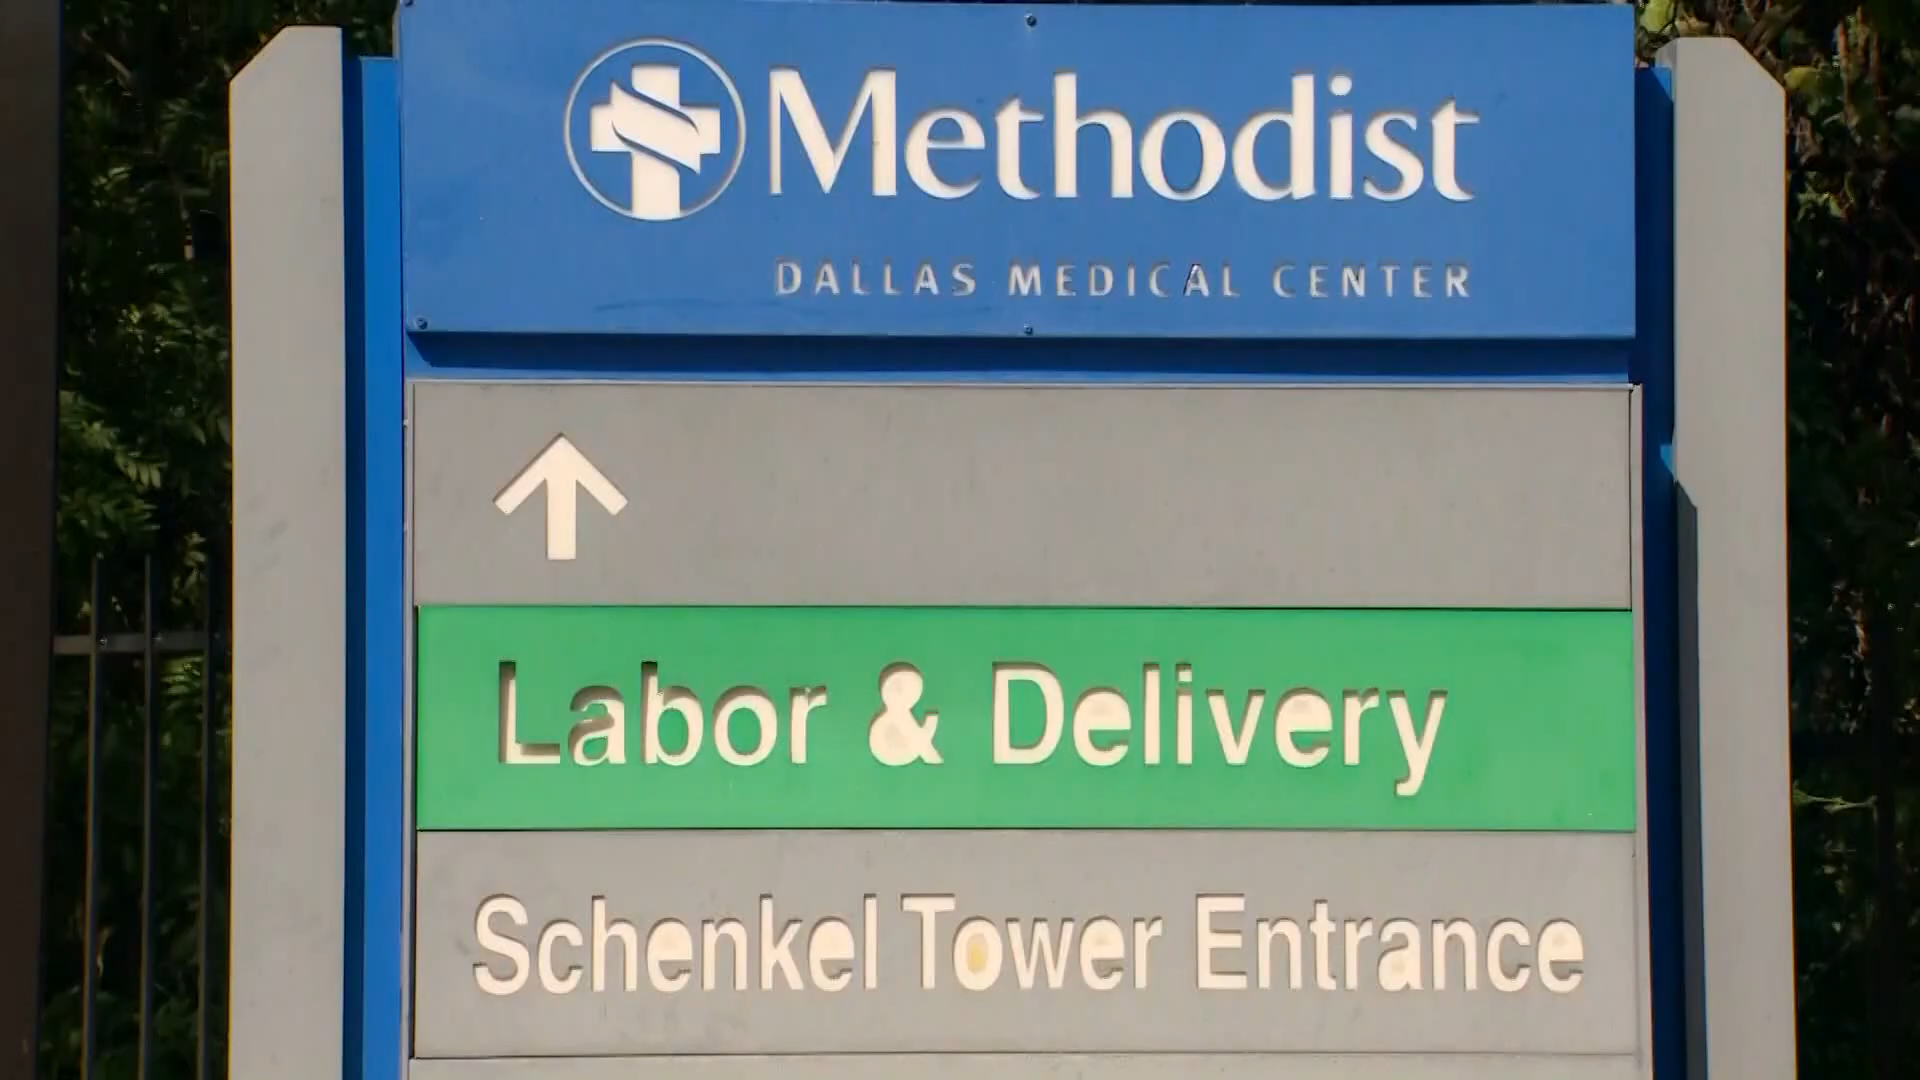 Methodist
DALLAS MEDICAL CENTER
Labor & Delivery
Schenkel Tower Entrance